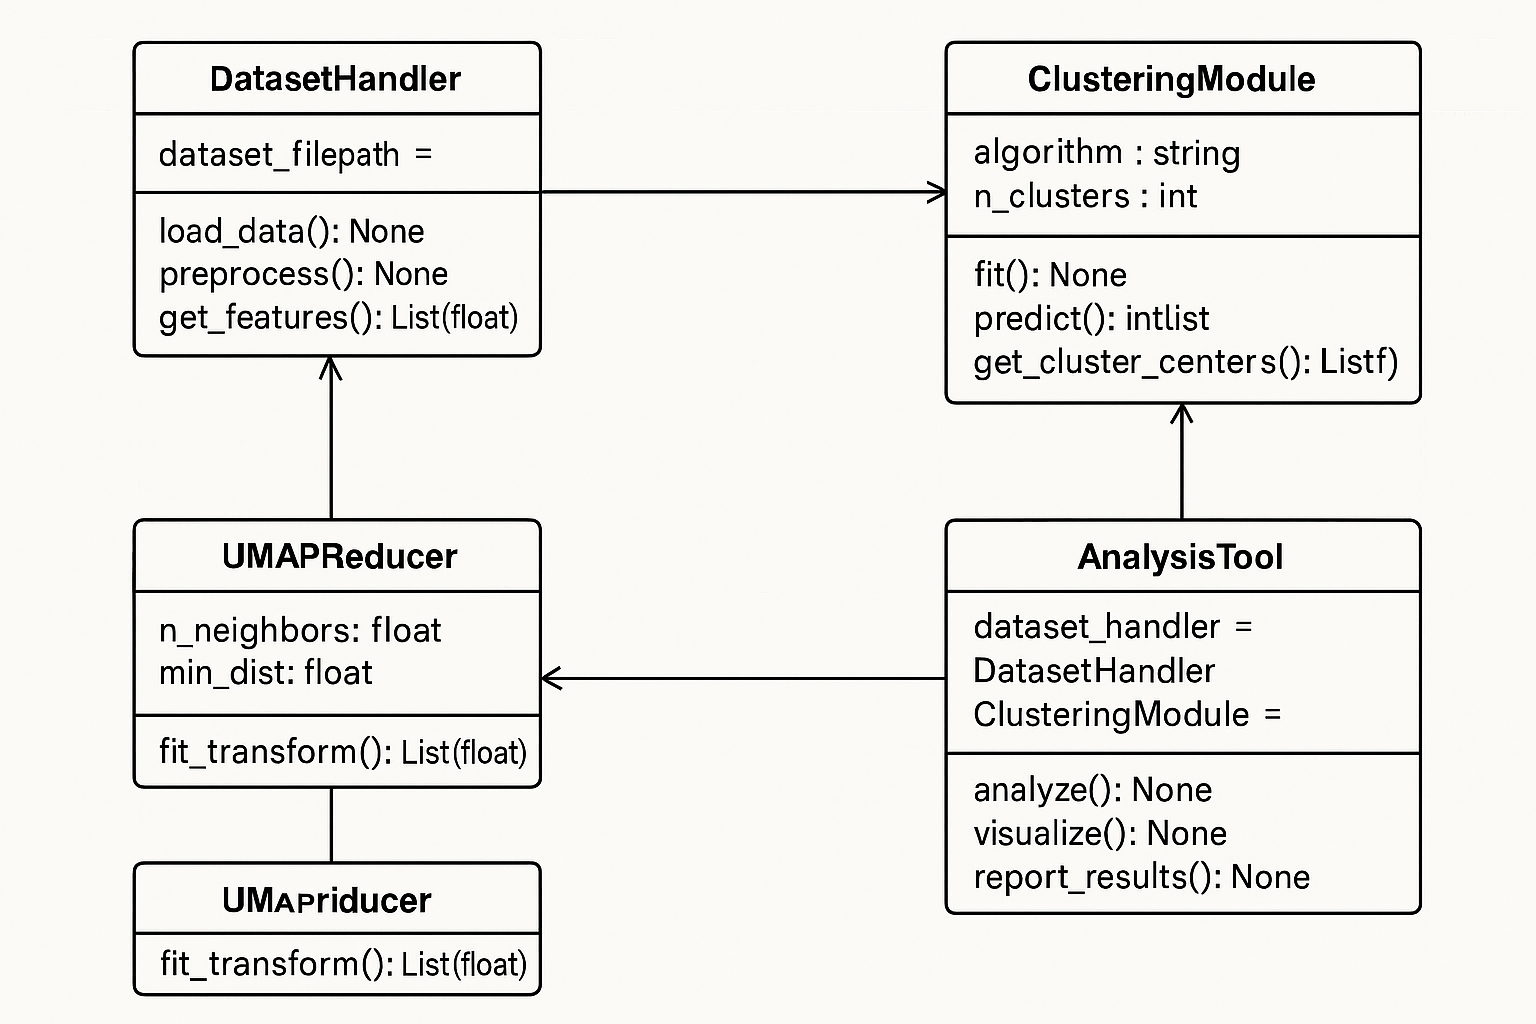 DatasetHandler
dataset_filepath =
load_data(): None
preprocess(): None
get_features(): List(float)
ClusteringModule
algorithm : string
n_clusters : int
fit(): None
predict(): intlist
get_cluster_centers(): Listf)
UMAPReducer
n_neighbors: float
min_dist: float
fit_transform(): List(float)
AnalysisTool
dataset_handler =
DatasetHandler
ClusteringModule =
analyze(): None
visualize(): None
report_results(): None
UMAPriducer
fit_transform(): List(float)